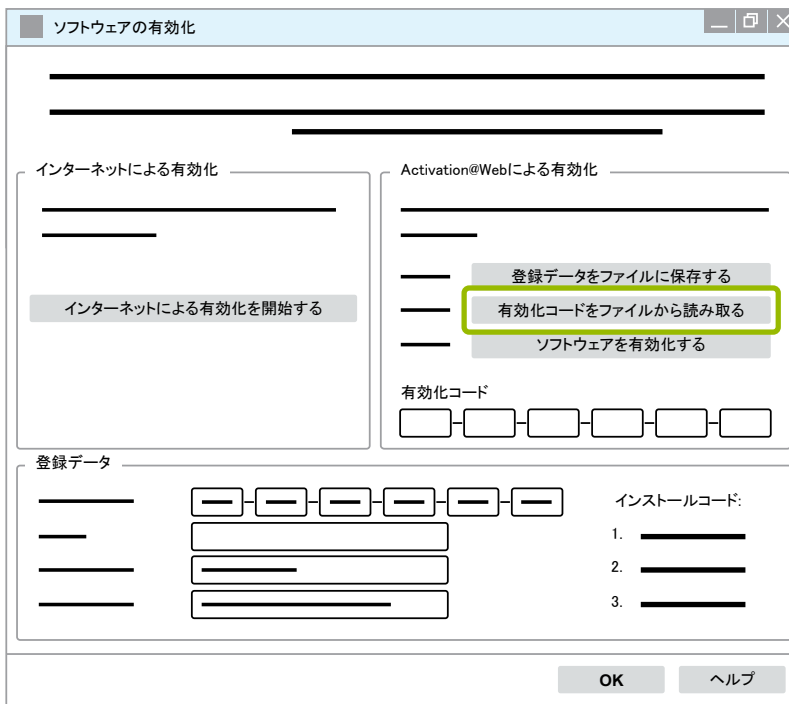 ソフトウェアの有効化
インターネットによる有効化
インターネットによる有効化を開始する
Activation@Webによる有効化
登録データをファイルに保存する
有効化コードをファイルから読み取る
ソフトウェアを有効化する
有効化コード
登録データ
インストールコード:
1.
2.
3.
OK
ヘルプ